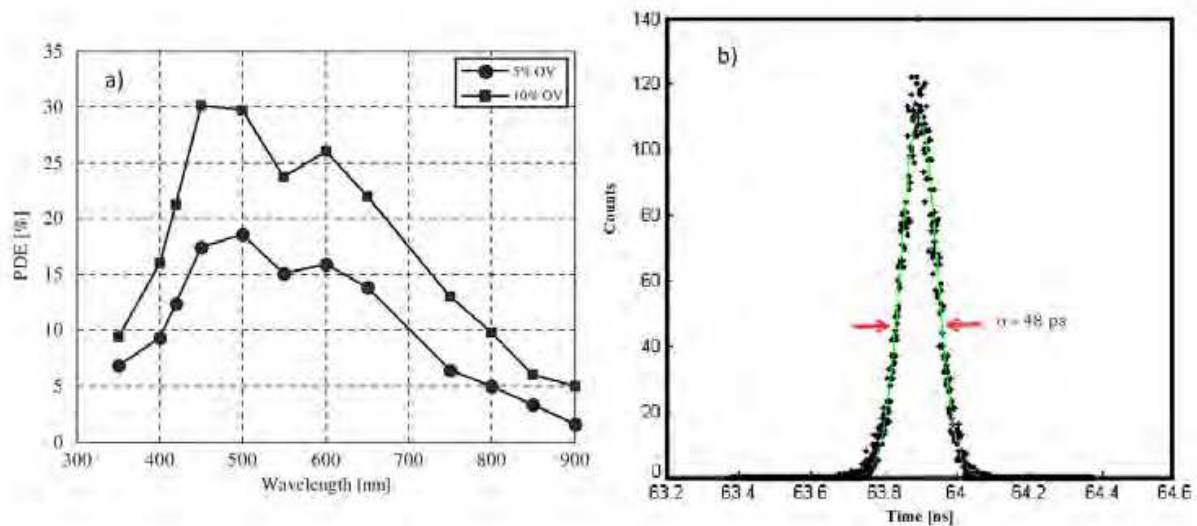 a)
5% OV
10% OV
PDE [%]
35
30
25
20
15
10
5
0
300 400 500 600 700 800 900
Wavelength [nm]
b)
Counts
140
120
100
80
60
40
20
0
σ = 48 ps
63.2 63.4 63.6 63.8 64 64.2 64.4 64.6
Time [ns]